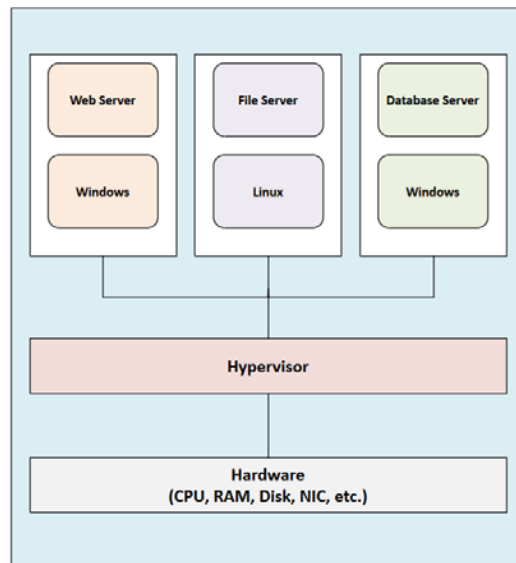 Web Server
File Server
Database Server
Windows
Linux
Windows
Hypervisor
Hardware
(CPU, RAM, Disk, NIC, etc.)